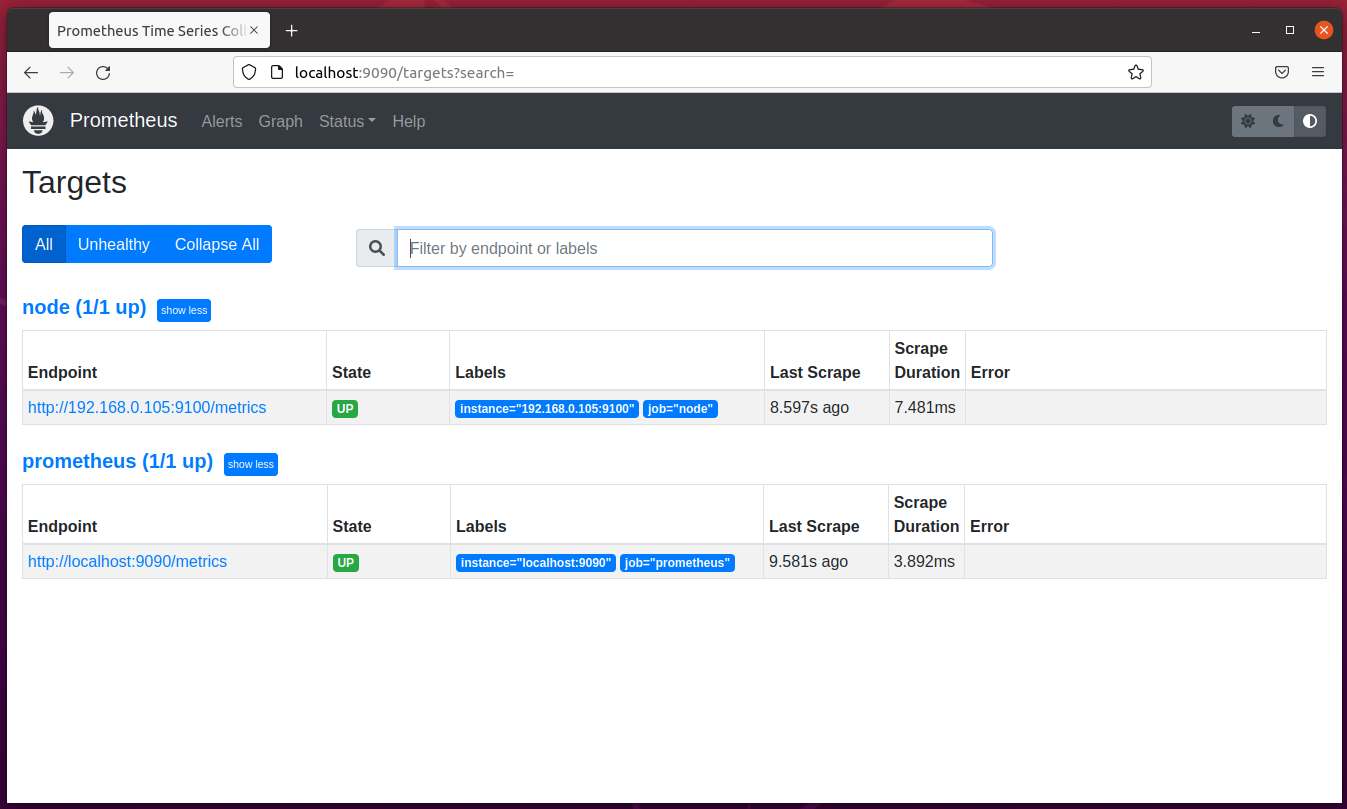 Prometheus Time Series Coll
localhost:9090/targets?search=
Prometheus Alerts Graph Status Help
Targets
All Unhealthy Collapse All
Filter by endpoint or labels
node (1/1 up) show less
Endpoint State Labels Last Scrape Scrape Duration Error
http://192.168.0.105:9100/metrics UP instance="192.168.0.105:9100" job="node" 8.597s ago 7.481ms
prometheus (1/1 up) show less
Endpoint State Labels Last Scrape Scrape Duration Error
http://localhost:9090/metrics UP instance="localhost:9090" job="prometheus" 9.581s ago 3.892ms